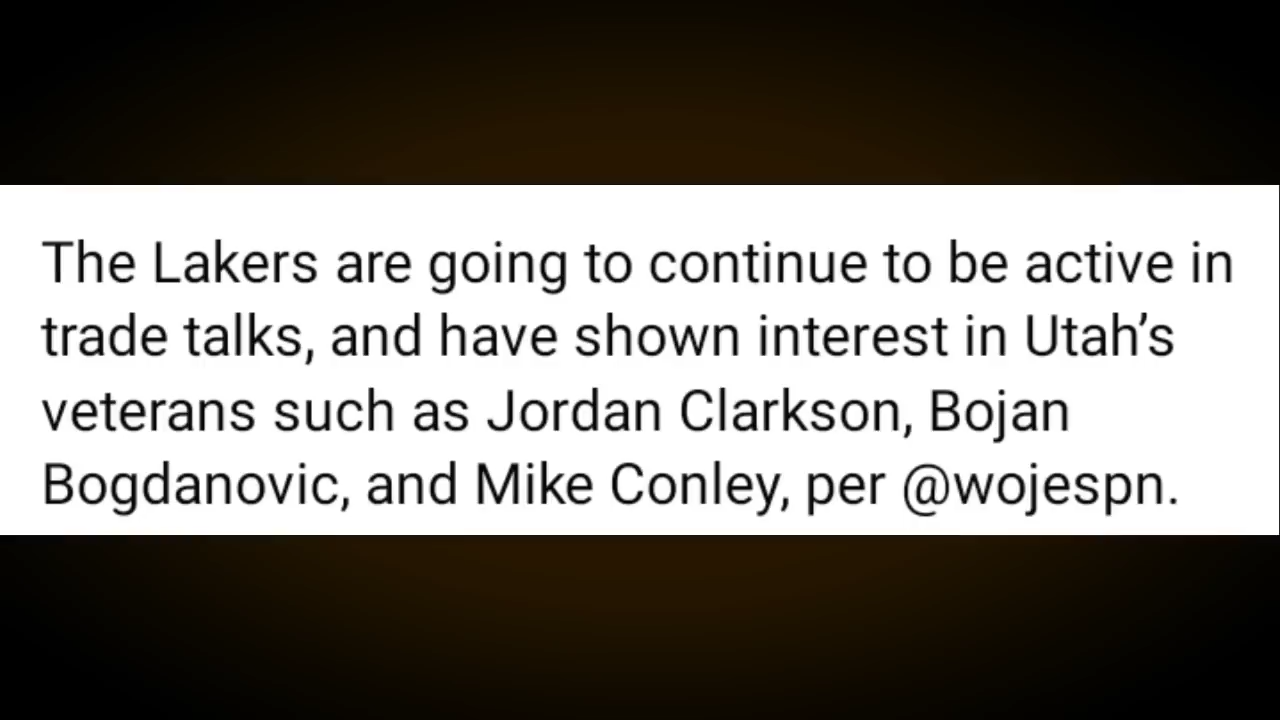 The Lakers are going to continue to be active in
trade talks, and have shown interest in Utah’s
veterans such as Jordan Clarkson, Bojan
Bogdanovic, and Mike Conley, per @wojespn.